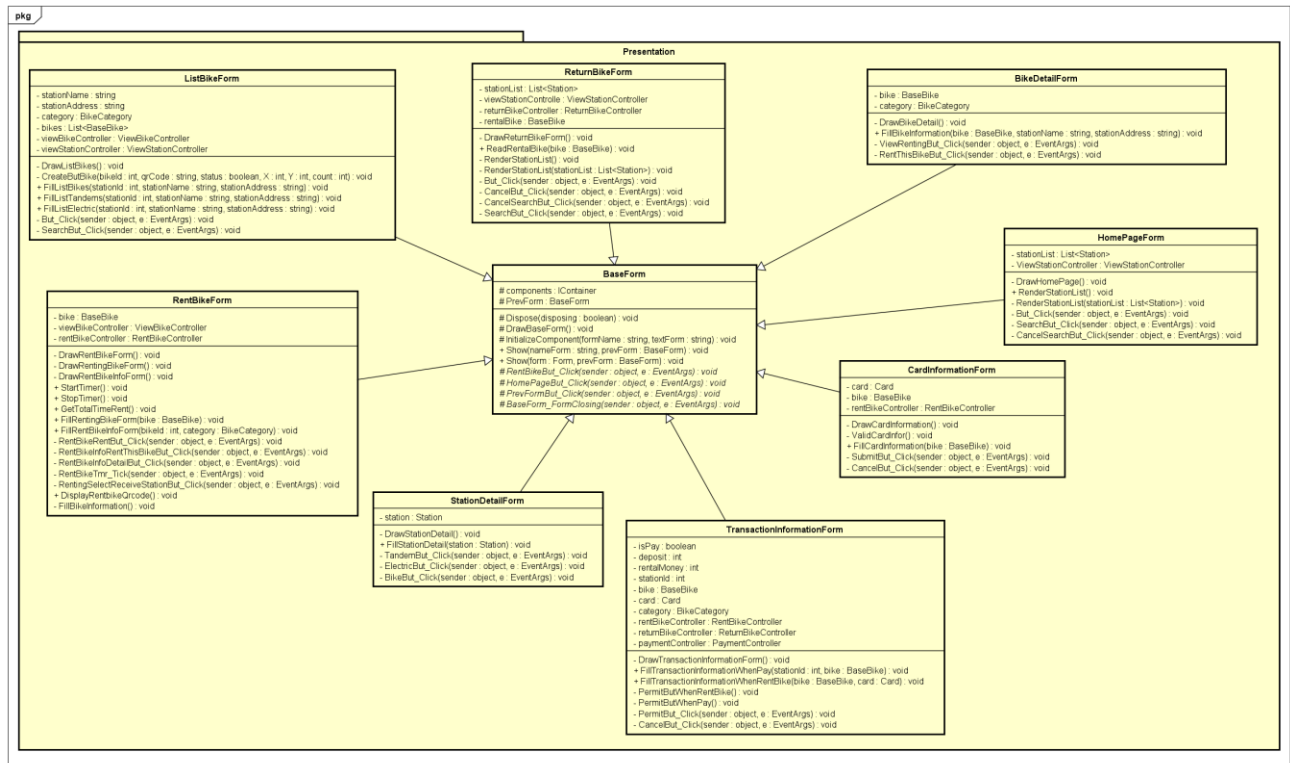 pkg
Presentation
ListBikeForm
- stationName : string
- stationAddress : string
- category : BikeCategory
- bikes : List<BaseBike>
- viewBikeController : ViewBikeController
- viewStationController : ViewStationController
- DrawListBikes() : void
- CreateButBike(bikeId : int, qrCode : string, status : boolean, X : int, Y : int, count : int) : void
+ FillListBikes(stationId : int, stationName : string, stationAddress : string) : void
+ FillListTandems(stationId : int, stationName : string, stationAddress : string) : void
+ FillListElectric(stationId : int, stationName : string, stationAddress : string) : void
- But_Click(sender : object, e : EventArgs) : void
- SearchBut_Click(sender : object, e : EventArgs) : void
ReturnBikeForm
- stationList : List<Station>
- viewStationControlle : ViewStationController
- returnBikeController : ReturnBikeController
- rentalBike : BaseBike
- DrawReturnBikeForm() : void
+ ReadRentalBike(bike : BaseBike) : void
- RenderStationList() : void
- RenderStationList(stationList : List<Station>) : void
- But_Click(sender : object, e : EventArgs) : void
- CancelBut_Click(sender : object, e : EventArgs) : void
- CancelSearchBut_Click(sender : object, e : EventArgs) : void
- SearchBut_Click(sender : object, e : EventArgs) : void
BikeDetailForm
- bike : BaseBike
- category : BikeCategory
- DrawBikeDetail() : void
+ FillBikeInformation(bike : BaseBike, stationName : string, stationAddress : string) : void
- ViewRentingBut_Click(sender : object, e : EventArgs) : void
- RentThisBikeBut_Click(sender : object, e : EventArgs) : void
HomePageForm
- stationList : List<Station>
- ViewStationController : ViewStationController
- DrawHomePage() : void
+ RenderStationList() : void
- RenderStationList(stationList : List<Station>) : void
- But_Click(sender : object, e : EventArgs) : void
- SearchBut_Click(sender : object, e : EventArgs) : void
- CancelSearchBut_Click(sender : object, e : EventArgs) : void
BaseForm
# components : IContainer
# PrevForm : BaseForm
# Dispose(disposing : boolean) : void
# DrawBaseForm() : void
# InitializeComponent(formName : string, textForm : string) : void
+ Show(nameForm : string, prevForm : BaseForm) : void
+ Show(form : Form, prevForm : BaseForm) : void
# RentBikeBut_Click(sender : object, e : EventArgs) : void
# HomePageBut_Click(sender : object, e : EventArgs) : void
# PrevFormBut_Click(sender : object, e : EventArgs) : void
# BaseForm_FormClosing(sender : object, e : EventArgs) : void
RentBikeForm
- bike : BaseBike
- viewBikeController : ViewBikeController
- rentBikeController : RentBikeController
- DrawRentBikeForm() : void
- DrawRentingBikeForm() : void
- DrawRentBikeInfoForm() : void
+ StartTimer() : void
+ StopTimer() : void
+ GetTotalTimeRent() : void
+ FillRentingBikeForm(bike : BaseBike) : void
+ FillRentBikeInfoForm(bikeId : int, category : BikeCategory) : void
- RentBikeRentBut_Click(sender : object, e : EventArgs) : void
- RentBikeInfoRentThisBikeBut_Click(sender : object, e : EventArgs) : void
- RentBikeInfoDetailBut_Click(sender : object, e : EventArgs) : void
- RentBikeTmr_Tick(sender : object, e : EventArgs) : void
- RentingSelectReceiveStationBut_Click(sender : object, e : EventArgs) : void
+ DisplayRentbikeQrcode() : void
- FillBikeInformation() : void
CardInformationForm
- card : Card
- bike : BaseBike
- rentBikeController : RentBikeController
- DrawCardInformation() : void
- ValidCardInfor() : void
+ FillCardInformation(bike : BaseBike) : void
- SubmitBut_Click(sender : object, e : EventArgs) : void
- CancelBut_Click(sender : object, e : EventArgs) : void
StationDetailForm
- station : Station
- DrawStationDetail() : void
+ FillStationDetail(station : Station) : void
- TandemBut_Click(sender : object, e : EventArgs) : void
- ElectricBut_Click(sender : object, e : EventArgs) : void
- BikeBut_Click(sender : object, e : EventArgs) : void
TransactionInformationForm
- isPay : boolean
- deposit : int
- rentalMoney : int
- stationId : int
- bike : BaseBike
- card : Card
- category : BikeCategory
- rentBikeController : RentBikeController
- returnBikeController : ReturnBikeController
- paymentController : PaymentController
- DrawTransactionInformationForm() : void
+ FillTransactionInformationWhenPay(stationId : int, bike : BaseBike) : void
+ FillTransactionInformationWhenRentBike(bike : BaseBike, card : Card) : void
- PermitButWhenRentBike() : void
- PermitButWhenPay() : void
- PermitBut_Click(sender : object, e : EventArgs) : void
- CancelBut_Click(sender : object, e : EventArgs) : void